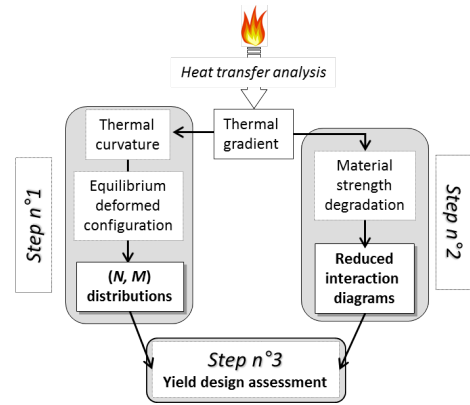 Heat transfer analysis
Thermal
gradient
Step n°1
Thermal
curvature
Equilibrium
deformed
configuration
(N, M)
distributions
Step n°2
Material
strength
degradation
Reduced
interaction
diagrams
Step n°3
Yield design assessment